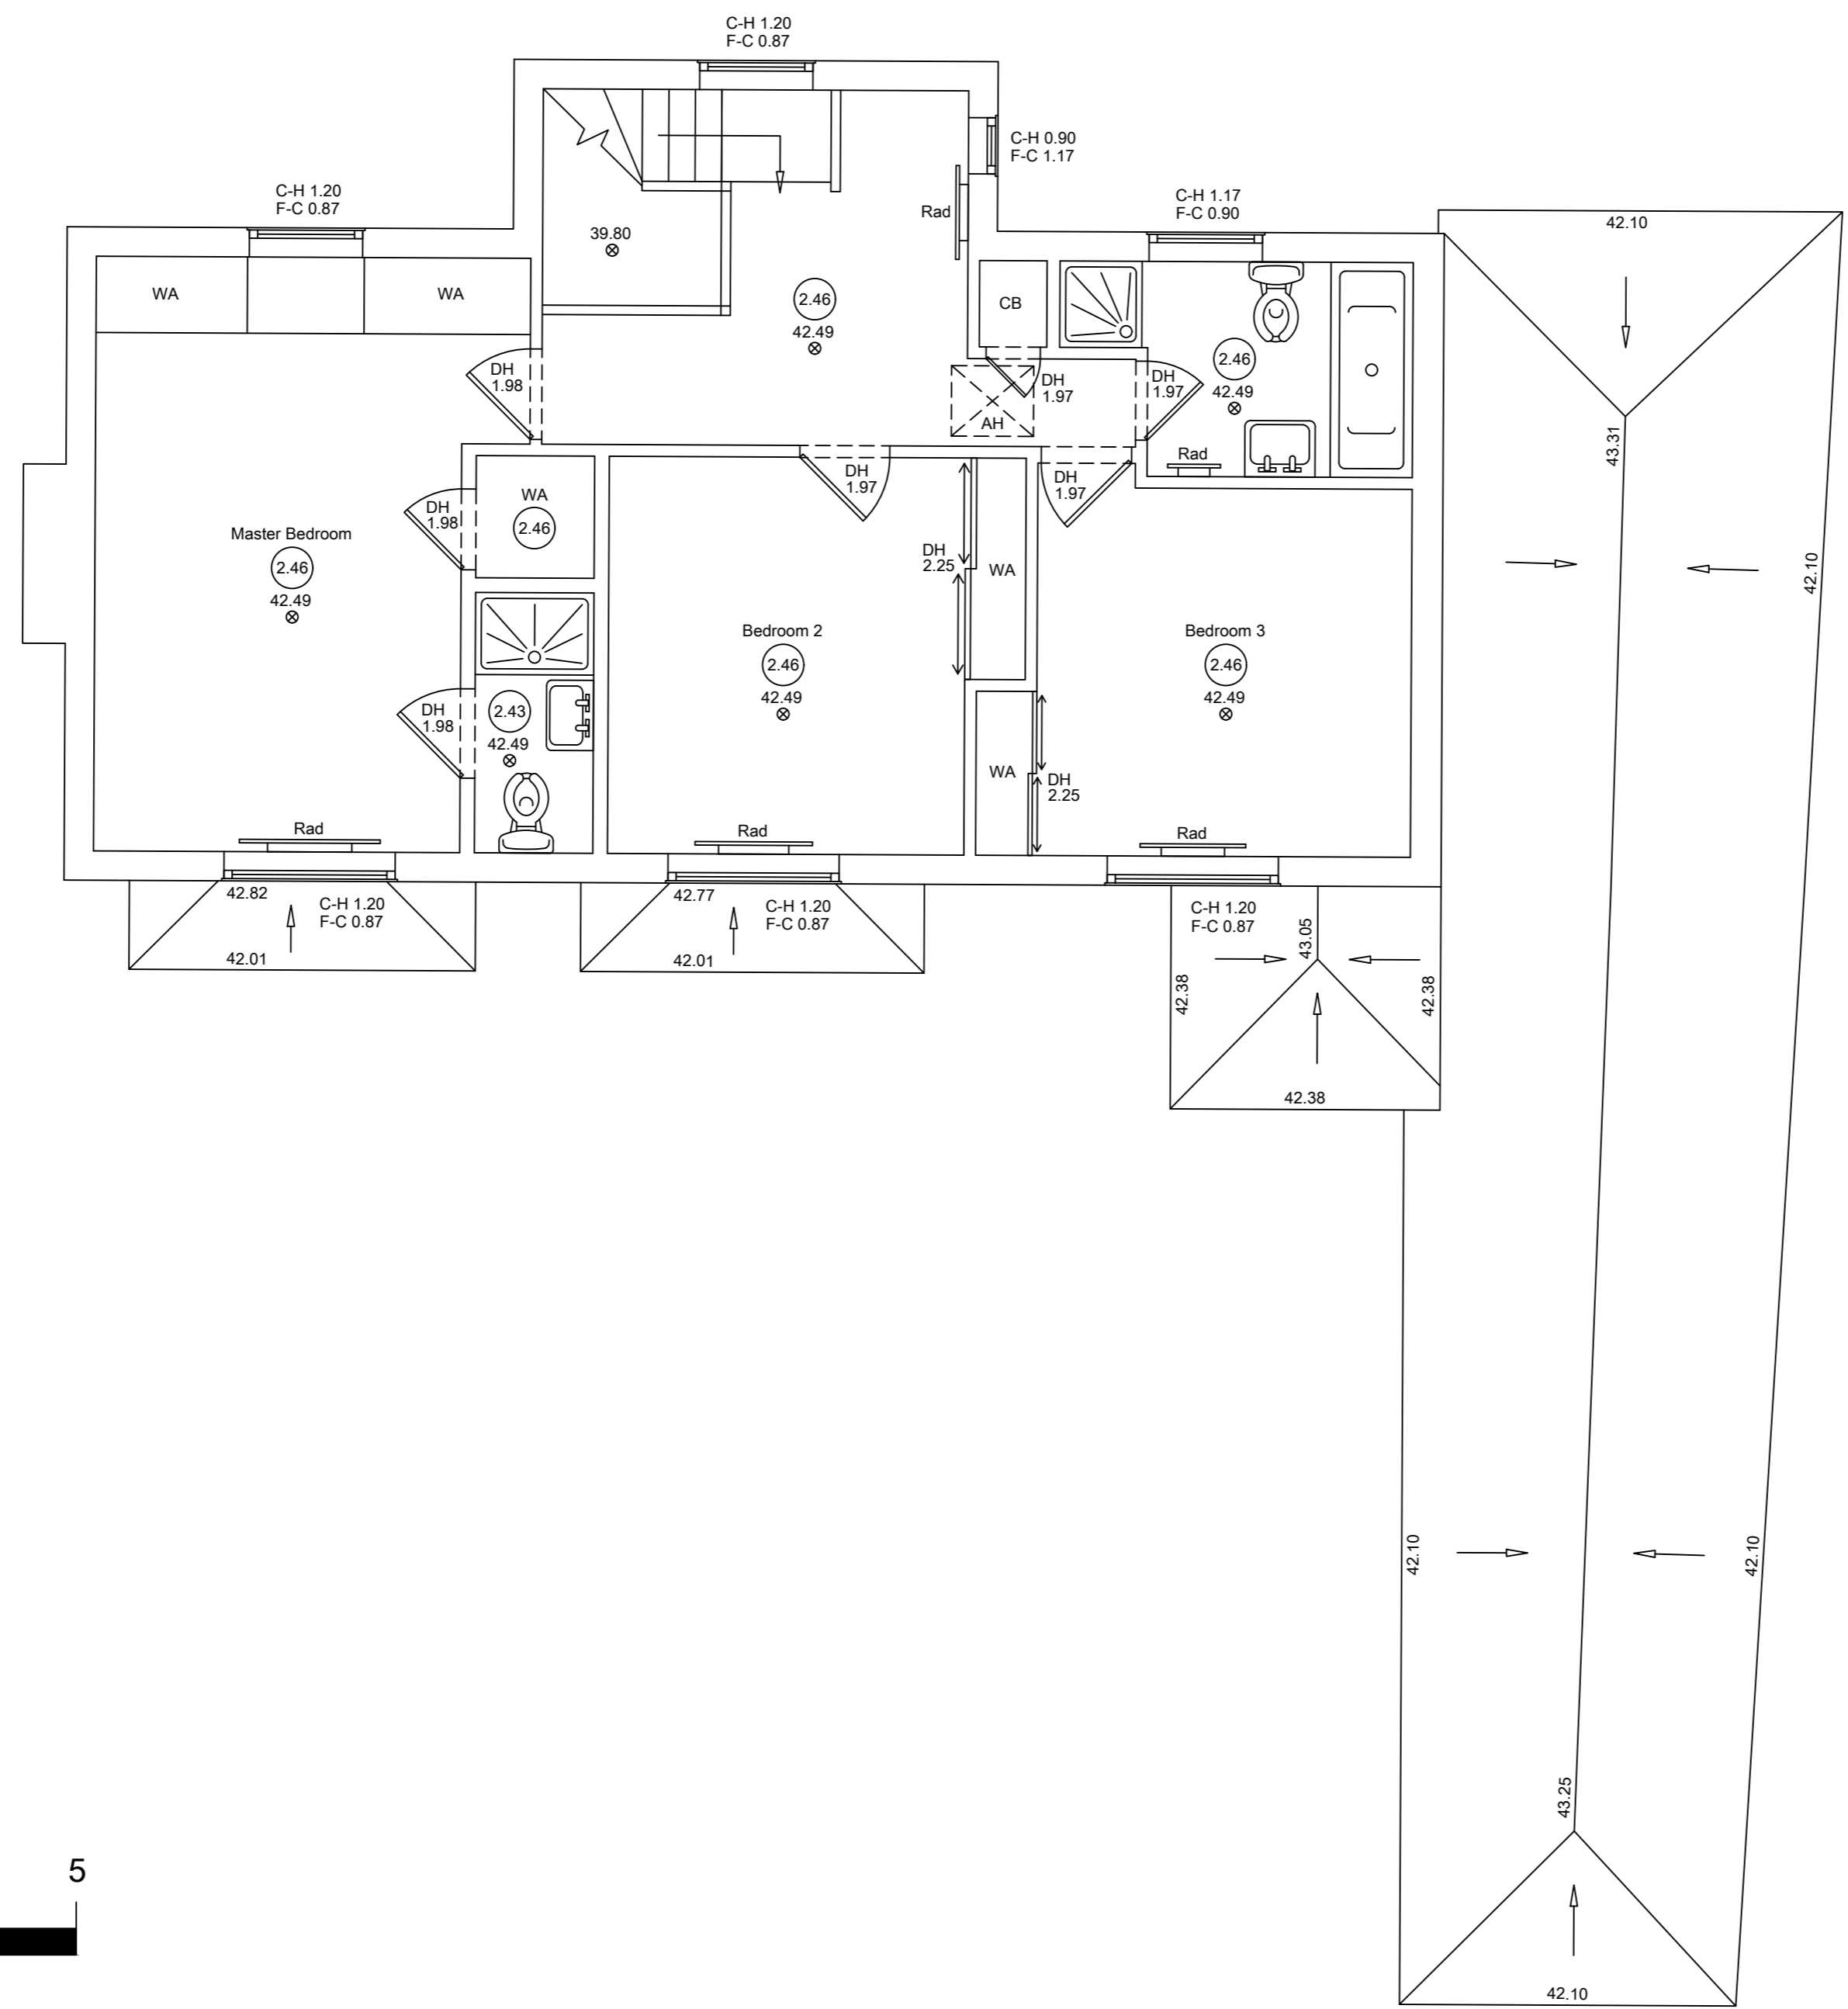 C-H 1.20
F-C 0.87
C-H 0.90
F-C 1.17
C-H 1.20
F-C 0.87
C-H 1.17
F-C 0.90
Rad
42.10
39.80
WA
WA
2.46
42.49
CB
2.46
42.49
DH
1.98
DH
1.97
DH
1.97
AH
Rad
43.31
DH
1.97
DH
1.97
WA
2.46
DH
1.98
Master Bedroom
2.46
42.49
DH
2.25
WA
42.10
Bedroom 2
2.46
42.49
Bedroom 3
2.46
42.49
DH
1.98
2.43
42.49
WA
DH
2.25
Rad
Rad
Rad
42.82
C-H 1.20
F-C 0.87
42.01
42.77
C-H 1.20
F-C 0.87
42.01
C-H 1.20
F-C 0.87
43.05
42.38
42.38
42.38
42.10
42.10
43.25
5
42.10